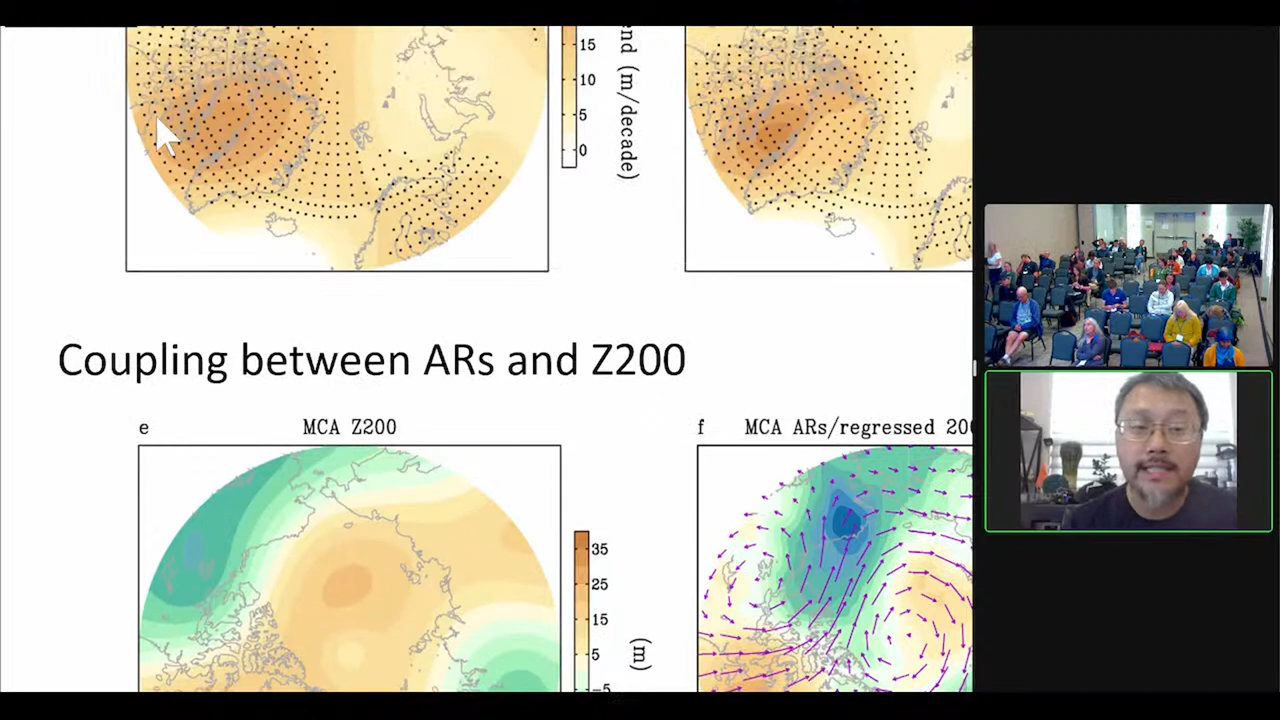 15
10
5
0
end (m/decade)
Coupling between ARs and Z200
e MCA Z200
f MCA ARs/regressed 200
35
25
15
5
-5
(m)